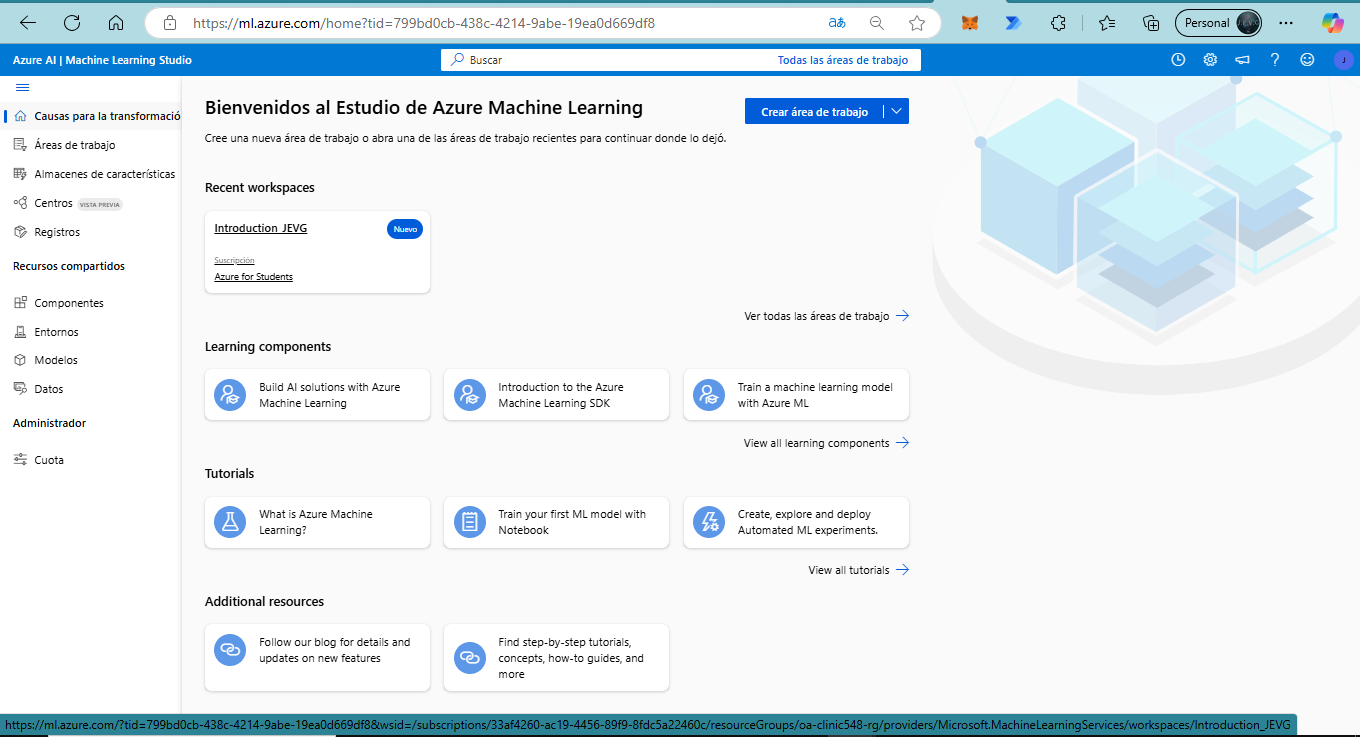 https://ml.azure.com/home?tid=799bd0cb-438c-4214-9abe-19ea0d669df8
aあ
Personal
Azure AI | Machine Learning Studio
Buscar
Todas las áreas de trabajo
J
Causas para la transformació
Áreas de trabajo
Almacenes de características
Centros VISTA PREVIA
Registros
Recursos compartidos
Componentes
Entornos
Modelos
Datos
Administrador
Cuota
Bienvenidos al Estudio de Azure Machine Learning
Crear área de trabajo
Cree una nueva área de trabajo o abra una de las áreas de trabajo recientes para continuar donde lo dejó.
Recent workspaces
Introduction_JEVG
Nuevo
Suscripción
Azure for Students
Ver todas las áreas de trabajo
Learning components
Build AI solutions with Azure
Machine Learning
Introduction to the Azure
Machine Learning SDK
Train a machine learning model
with Azure ML
View all learning components
Tutorials
What is Azure Machine
Learning?
Train your first ML model with
Notebook
Create, explore and deploy
Automated ML experiments.
View all tutorials
Additional resources
Follow our blog for details and
updates on new features
Find step-by-step tutorials,
concepts, how-to guides, and
more
https://ml.azure.com/?tid=799bd0cb-438c-4214-9abe-19ea0d669df8&wsid=/subscriptions/33af4260-ac19-4456-89f9-8fdc5a22460c/resourceGroups/oa-clinic548-rg/providers/Microsoft.MachineLearningServices/workspaces/Introduction_JEVG